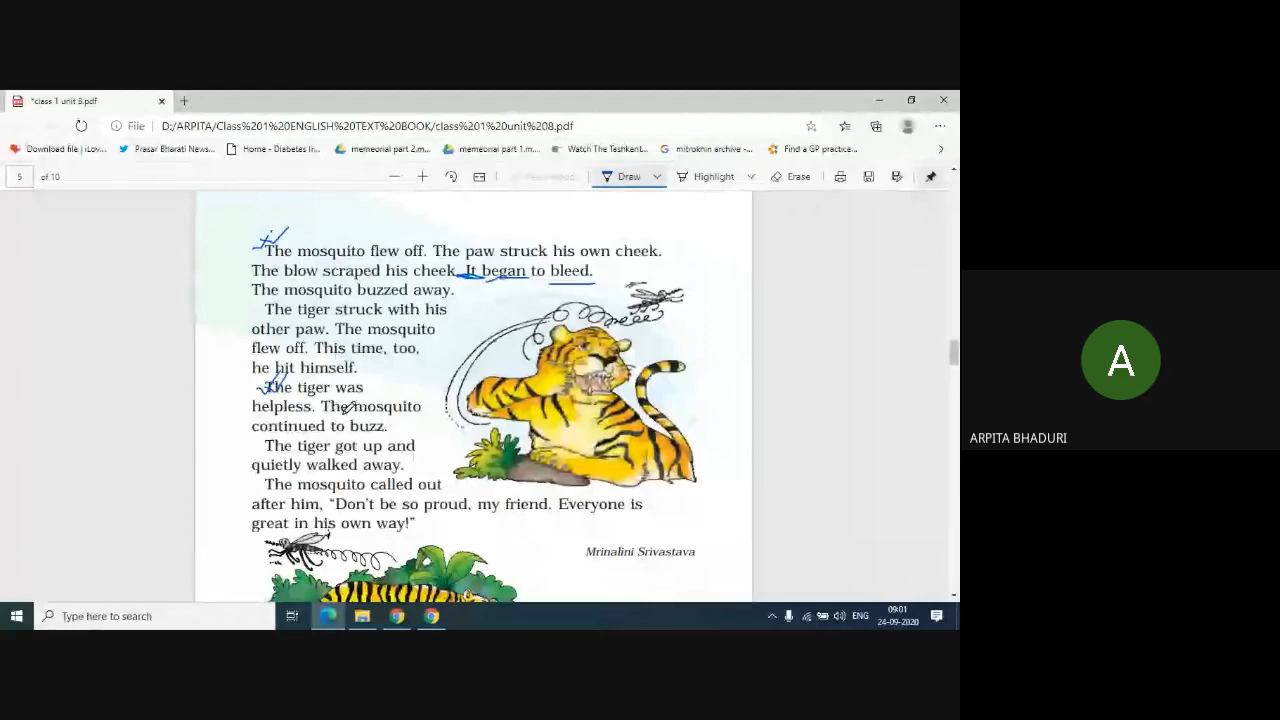 *class 1 unit 8.pdf
File D:/ARPITA/Class%201%20ENGLISH%20TEXT%20BOOK/class%201%20unit%208.pdf
Download file | iLov... Prasar Bharati News... Home - Diabetes In... memeorial part 2.m... memeorial part 1.m... Watch The Tashkent... mitrokhin archive -... Find a GP practice...
5 of 10 Draw Highlight Erase
The mosquito flew off. The paw struck his own cheek.
The blow scraped his cheek. It began to bleed.
The mosquito buzzed away.
The tiger struck with his
other paw. The mosquito
flew off. This time, too,
he hit himself.
The tiger was
helpless. The mosquito
continued to buzz.
The tiger got up and
quietly walked away.
The mosquito called out
after him, “Don't be so proud, my friend. Everyone is
great in his own way!”
Mrinalini Srivastava
A
ARPITA BHADURI
Type here to search
ENG
09:01
24-09-2020